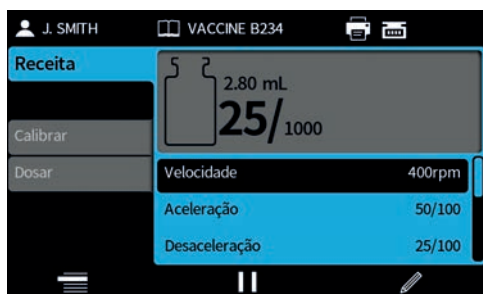 J. SMITH
VACCINE B234
Receita
2.80 mL
25/1000
Calibrar
Dosar
Velocidade 400rpm
Aceleração 50/100
Desaceleração 25/100